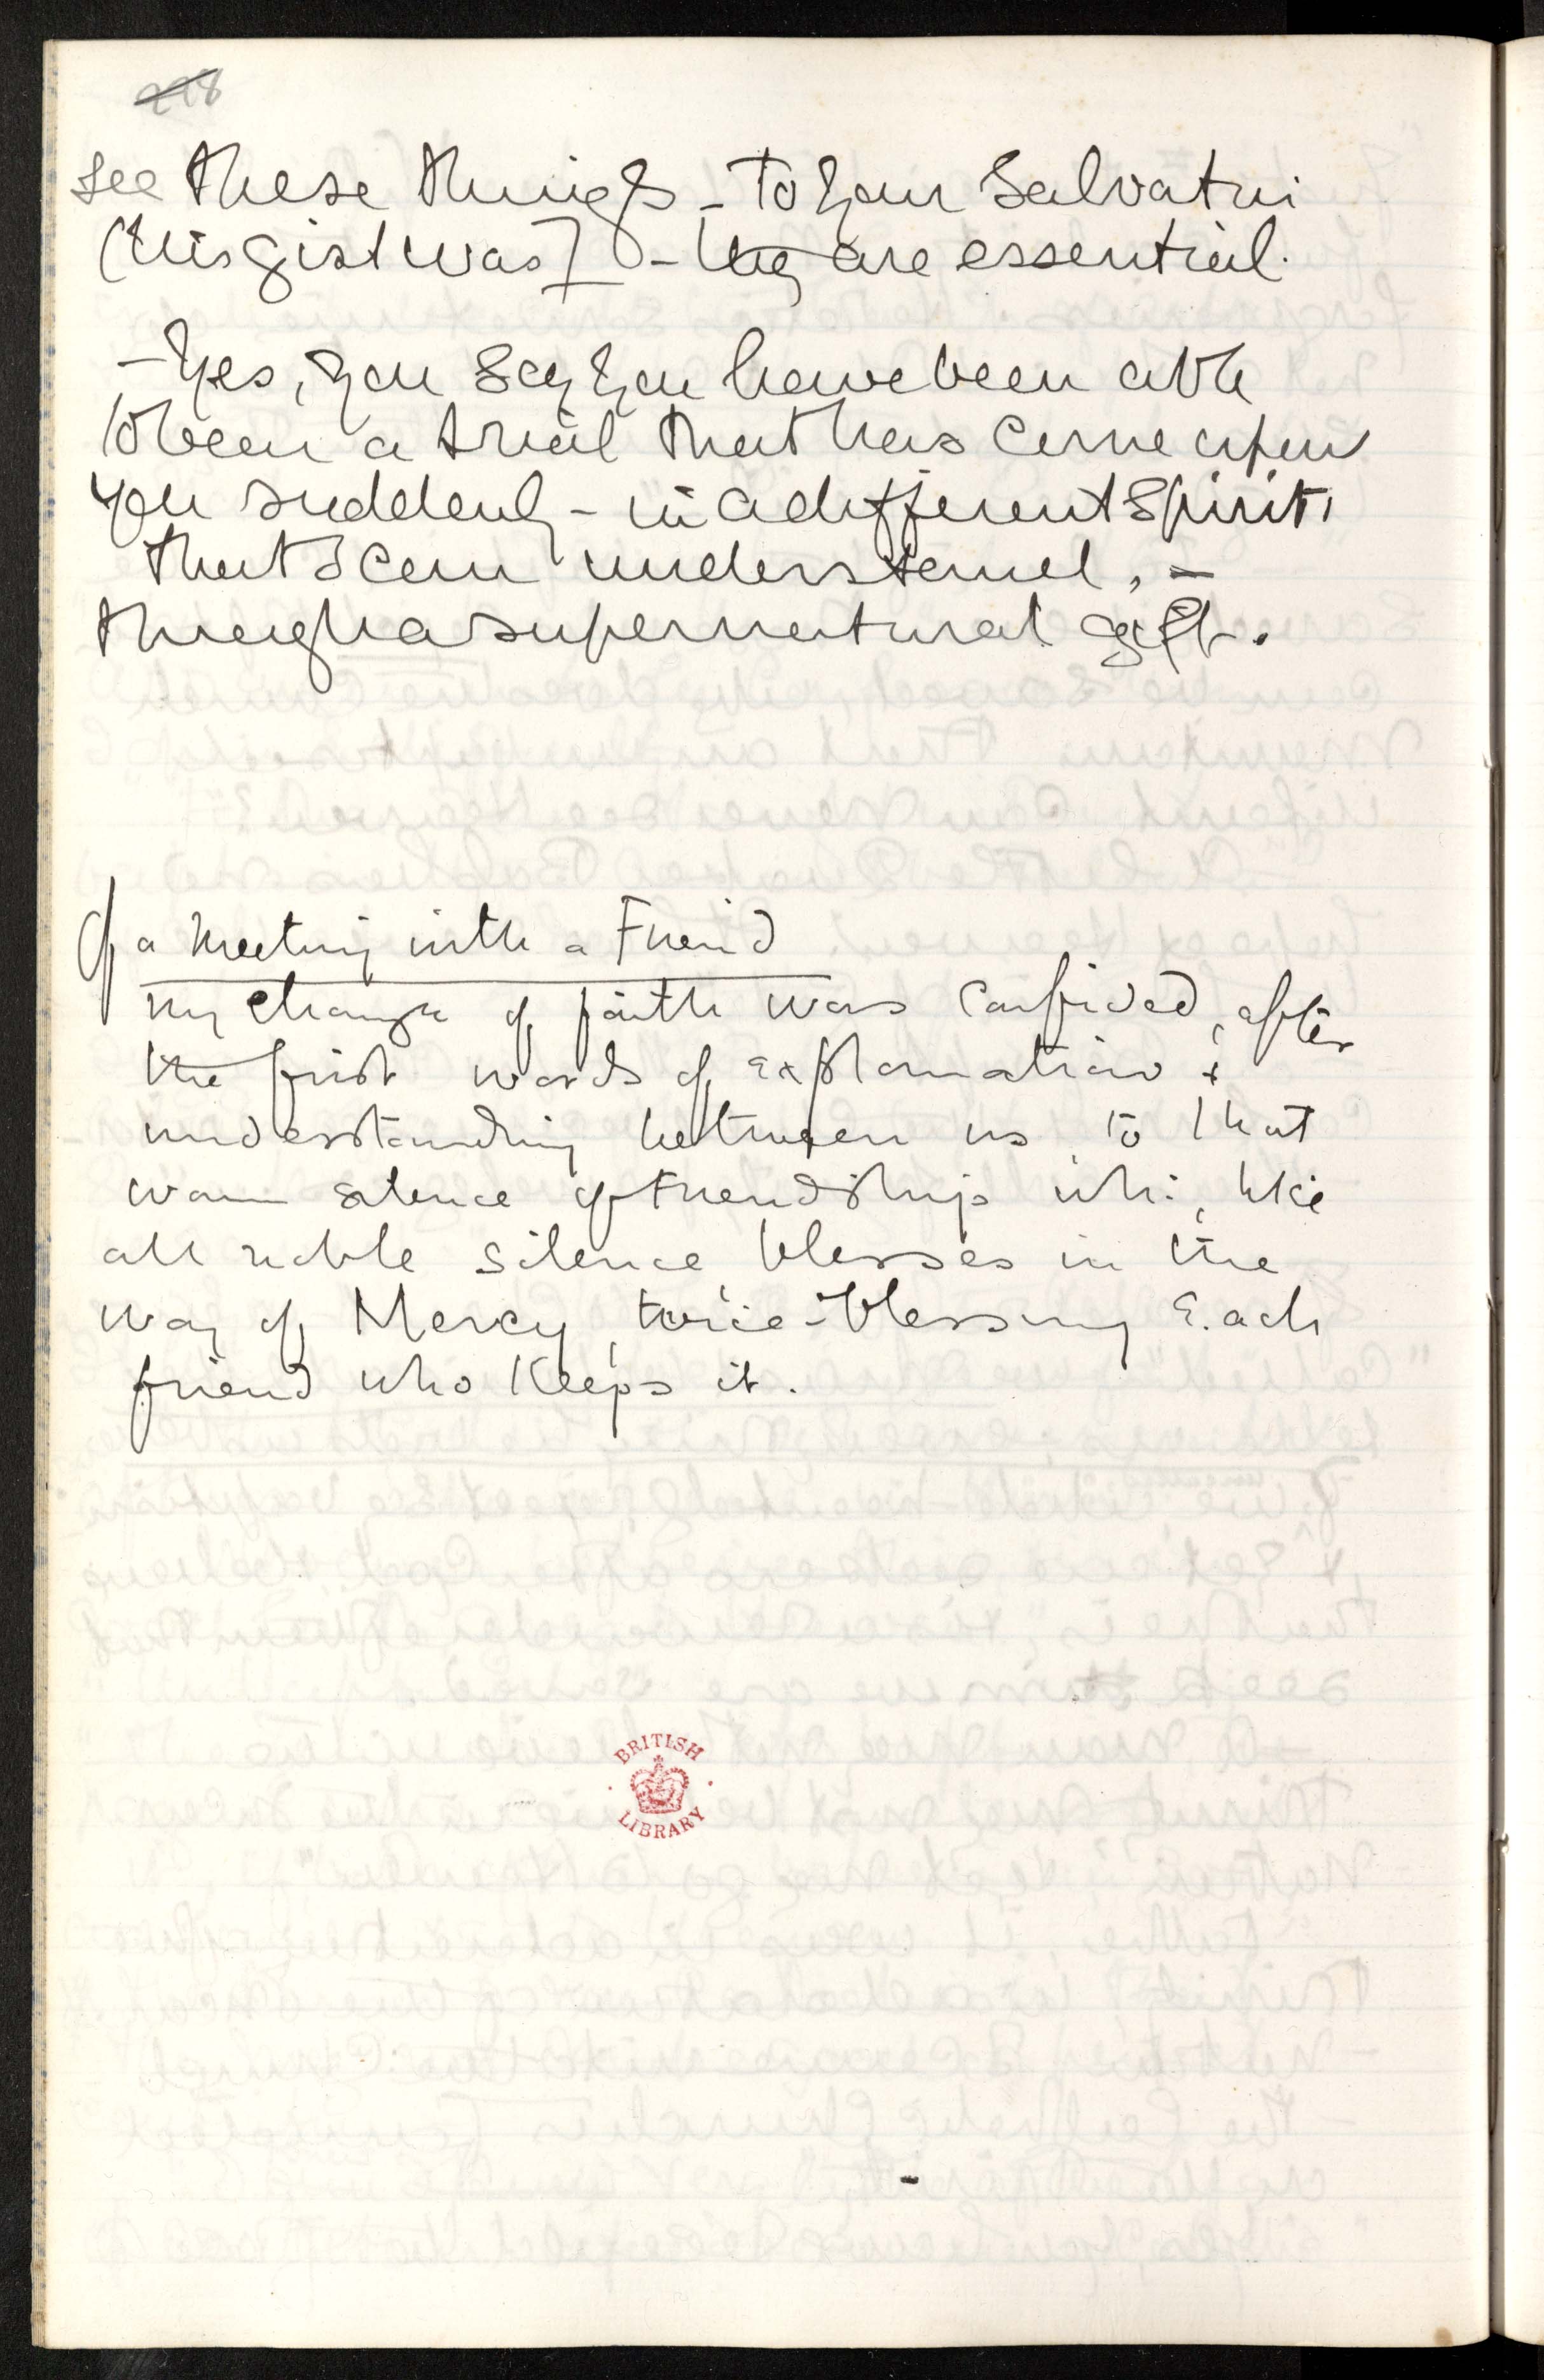 228
see these things – to your salvation
(this gist was] – they are essential.
– Yes, you say you have been able
to bear a trial that has come upon
you suddenly – in a different spirit,
that I can understand, –
through a supernatural gift.
Of a Meeting with a Friend
my change of faith was confided, after
the first words of explanation &
understanding between us, to that
warm silence of Friendship whi, like
all noble silence, blesses in the
way of Mercy, twice-blessing Each
friend who Keeps it.
BRITISH
LIBRARY